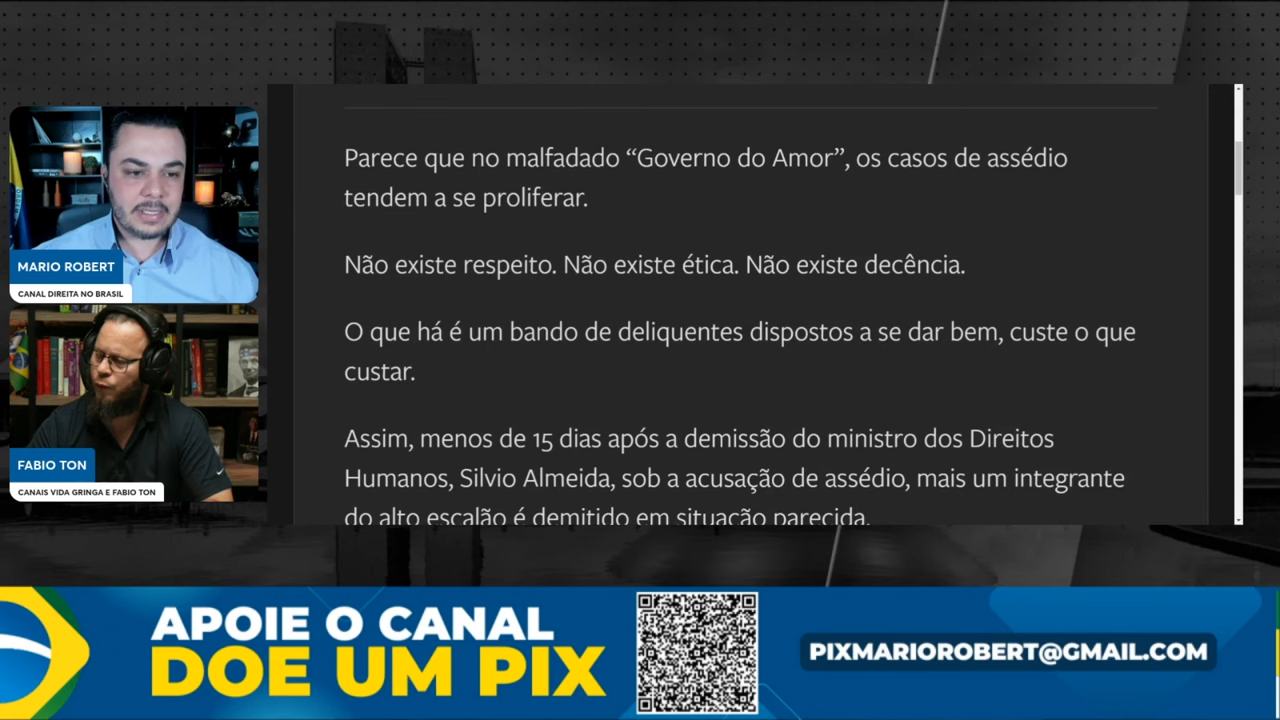 MARIO ROBERT
CANAL DIREITA NO BRASIL
FABIO TON
CANAIS VIDA GRINGA E FABIO TON
Parece que no malfadado “Governo do Amor”, os casos de assédio
tendem a se proliferar.
Não existe respeito. Não existe ética. Não existe decência.
O que há é um bando de deliquentes dispostos a se dar bem, custe o que
custar.
Assim, menos de 15 dias após a demissão do ministro dos Direitos
Humanos, Silvio Almeida, sob a acusação de assédio, mais um integrante
do alto escalão é demitido em situação parecida.
APOIE O CANAL
DOE UM PIX
PIXMARIOROBERT@GMAIL.COM